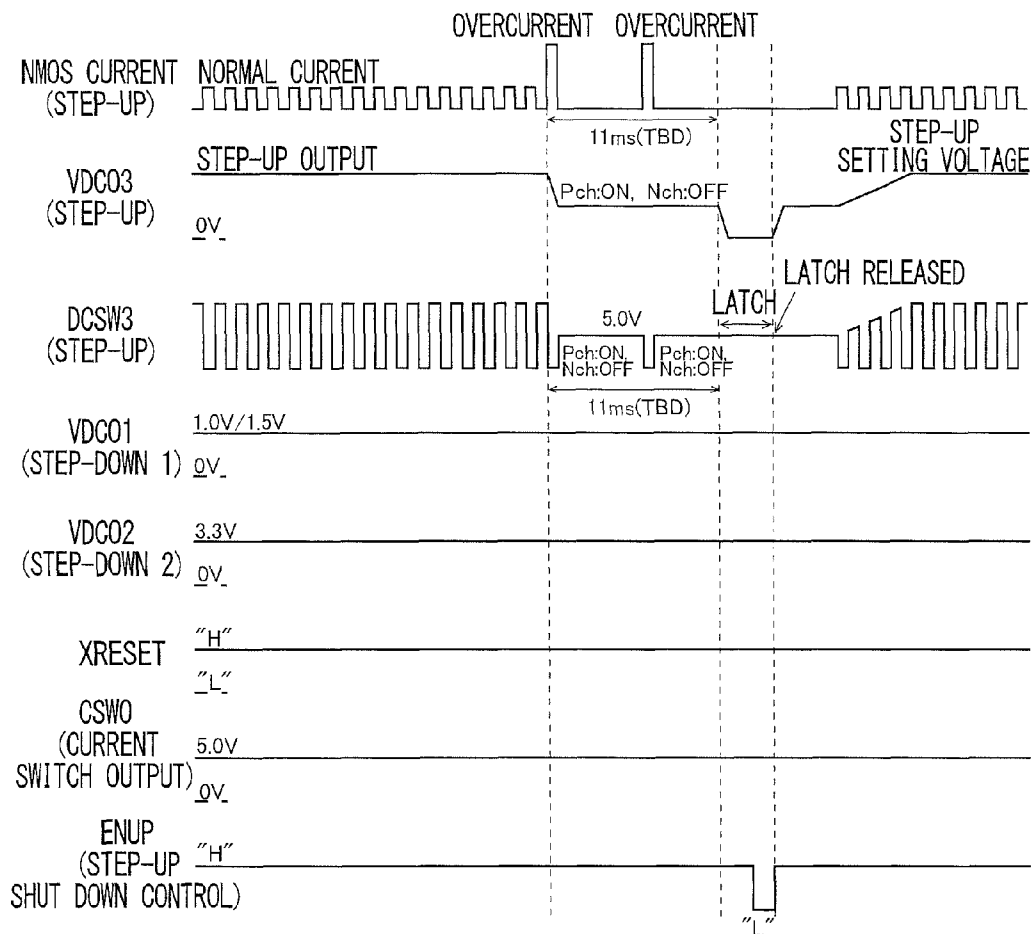 OVERCURRENT OVERCURRENT
NMOS CURRENT
(STEP-UP)
NORMAL CURRENT
11ms(TBD)
STEP-UP
SETTING VOLTAGE
STEP-UP OUTPUT
VDCO3
(STEP-UP)
Pch:ON, Nch:OFF
0V
LATCH RELEASED
LATCH
DCSW3
(STEP-UP)
5.0V
Pch:ON,
Nch:OFF
Pch:ON,
Nch:OFF
11ms(TBD)
1.0V/1.5V
VDCO1
(STEP-DOWN 1)
0V
3.3V
VDCO2
(STEP-DOWN 2)
0V
"H"
XRESET
"L"
CSWO
(CURRENT
SWITCH OUTPUT)
5.0V
0V
ENUP
(STEP-UP
SHUT DOWN CONTROL)
"H"
"L"